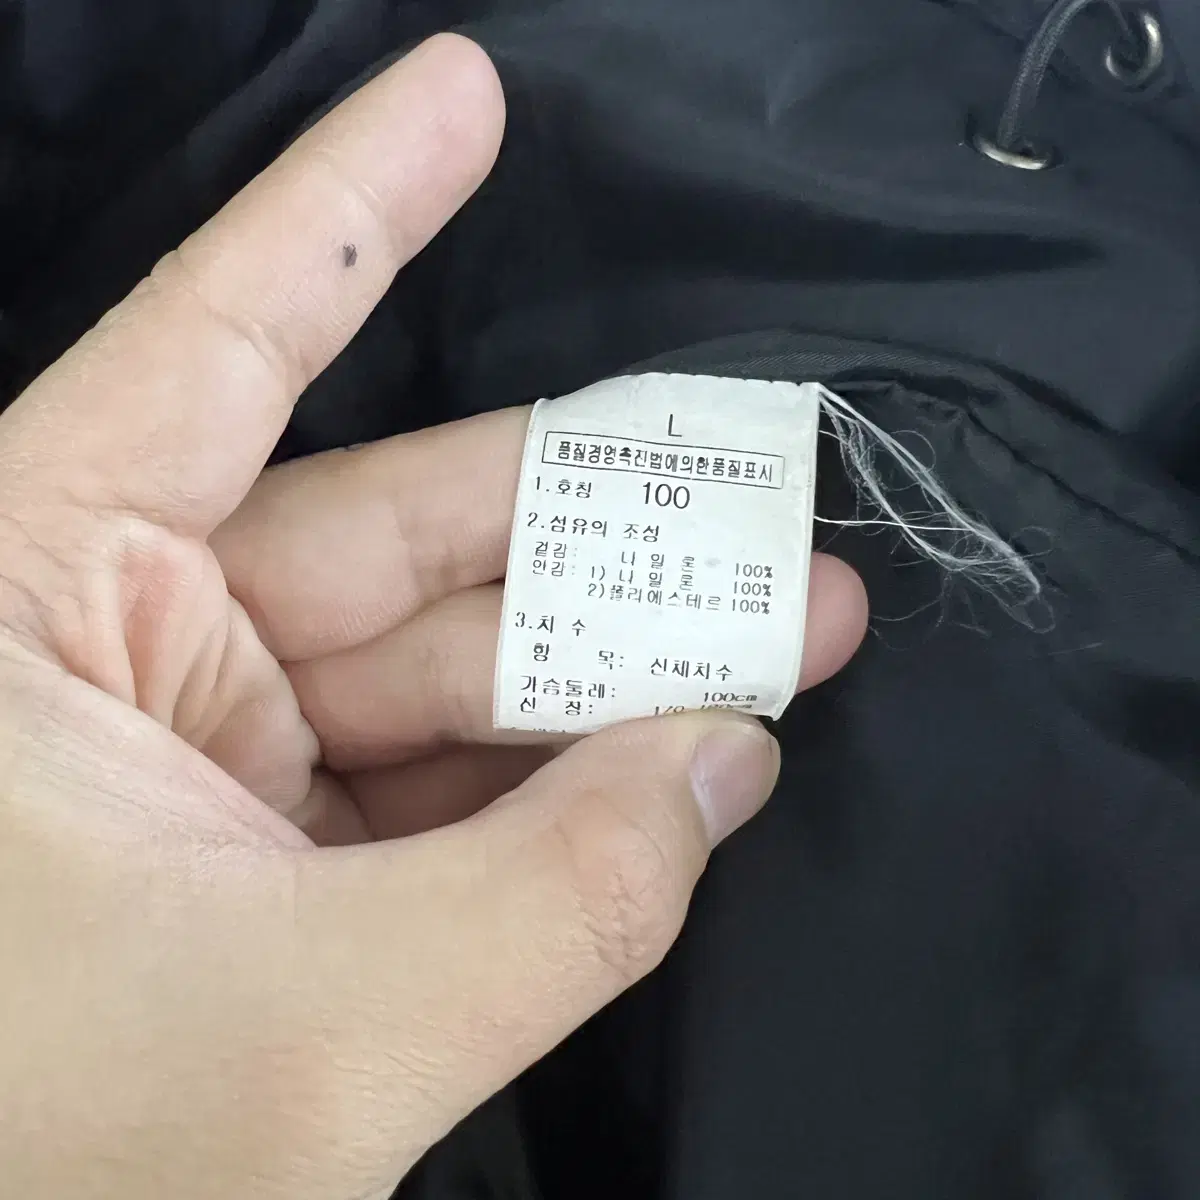 L
품질경영촉진법에의한품질표시
1.호칭 100
2.섬유의 조성
겉감: 나 일 론 100%
안감: 1) 나 일 론 100%
2)폴리에스테르 100%
3.치 수
항 목: 신체치수
가슴둘레: 100cm
신 장: